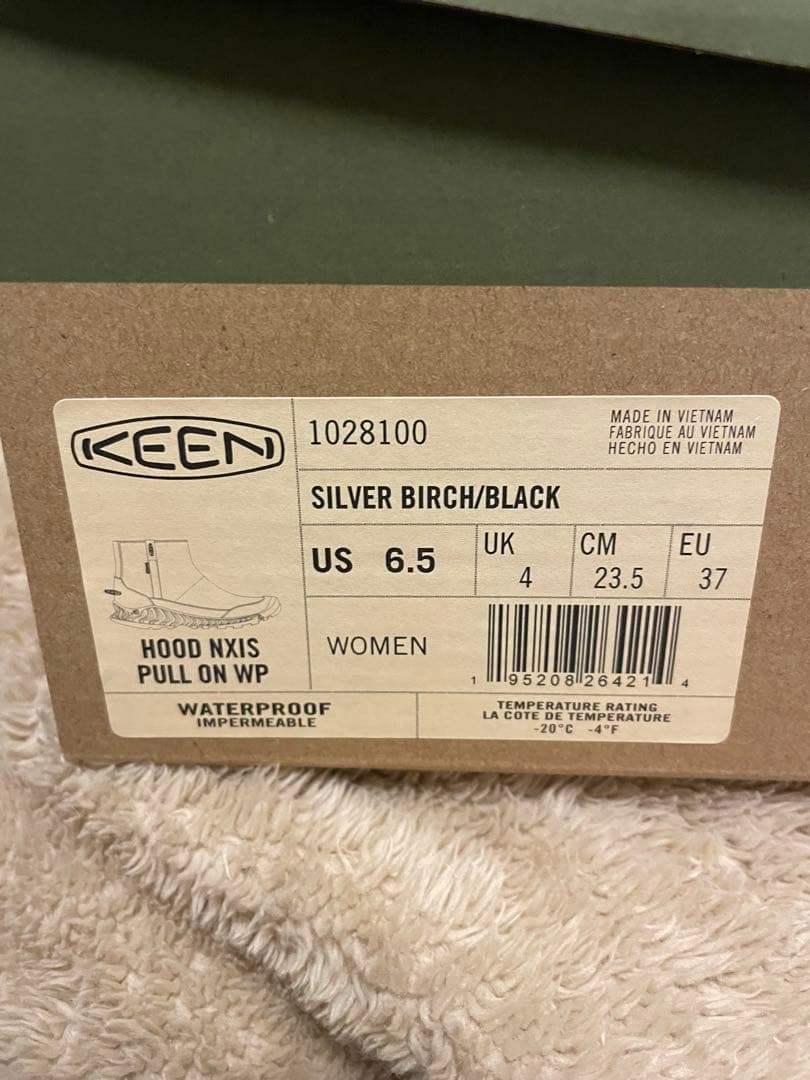 KEEN
1028100
MADE IN VIETNAM
FABRIQUE AU VIETNAM
HECHO EN VIETNAM
SILVER BIRCH/BLACK
US 6.5
UK
4
CM
23.5
EU
37
HOOD NXIS
PULL ON WP
WOMEN
1 95208 26421 4
WATERPROOF
IMPERMEABLE
TEMPERATURE RATING
LA COTE DE TEMPERATURE
-20°C -4°F